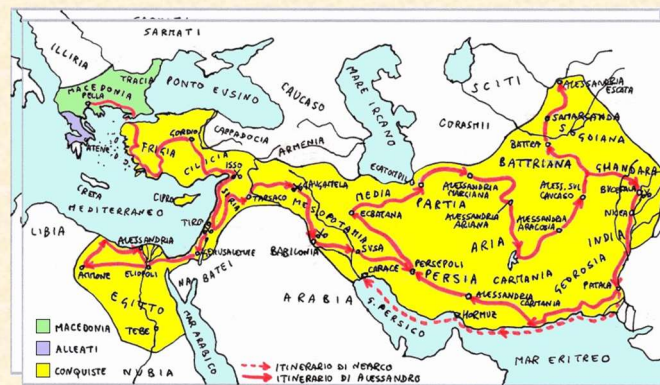 SARMATI
ILLIRIA
TRACIA
MACEDONIA
PELLA
PONTO EUSINO
CAUCASO
MARE IRCANO
SCITI
ALESSANDRIA
ESCATA
CORASMII
SAMARCANDA
SOGDIANA
BATTRA
BATTRIANA
GHANDARA
GORDIO
FRIGIA
CAPPADOCIA
ARMENIA
CILICIA
ISSO
ATENE
CRETA
CIPRO
MEDITERRANEO
SIRIA
TARSACO
GAUGAMELA
MESOPOTAMIA
MEDIA
ECBATANA
PARTIA
ALESSANDRIA
MARGIANA
ALESSANDRIA
ARIANA
ALESS. SUL
CAUCASO
ALESSANDRIA
ARACOSIA
NICEA
INDIA
LIBIA
TIRO
GERUSALEMME
ALESSANDRIA
AMMONE
ELIOPOLI
NABATEI
BABILONIA
SUSA
CARACE
PERSEPOLI
PERSIA
ARIA
CARMANIA
GEDROSIA
PATALA
ARABIA
G. PERSICO
HORMUZ
ALESSANDRIA
CARMANIA
EGITTO
TEBE
NUBIA
MAR ARABICO
MAR ERITREO
MACEDONIA
ALLEATI
CONQUISTE
ITINERARIO DI NEARCO
ITINERARIO DI ALESSANDRO